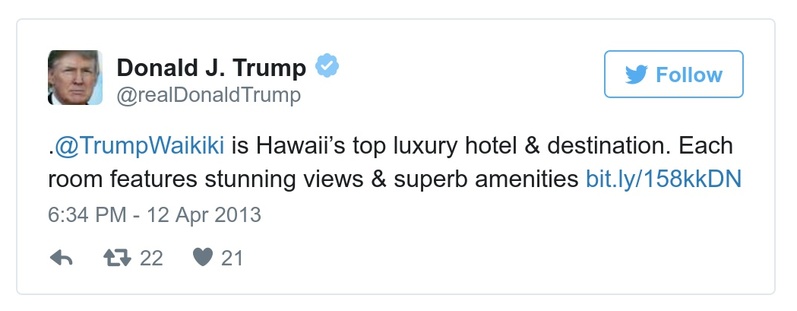 Donald J. Trump
@realDonaldTrump
Follow
.@TrumpWaikiki is Hawaii’s top luxury hotel & destination. Each
room features stunning views & superb amenities bit.ly/158kkDN
6:34 PM - 12 Apr 2013
22 21